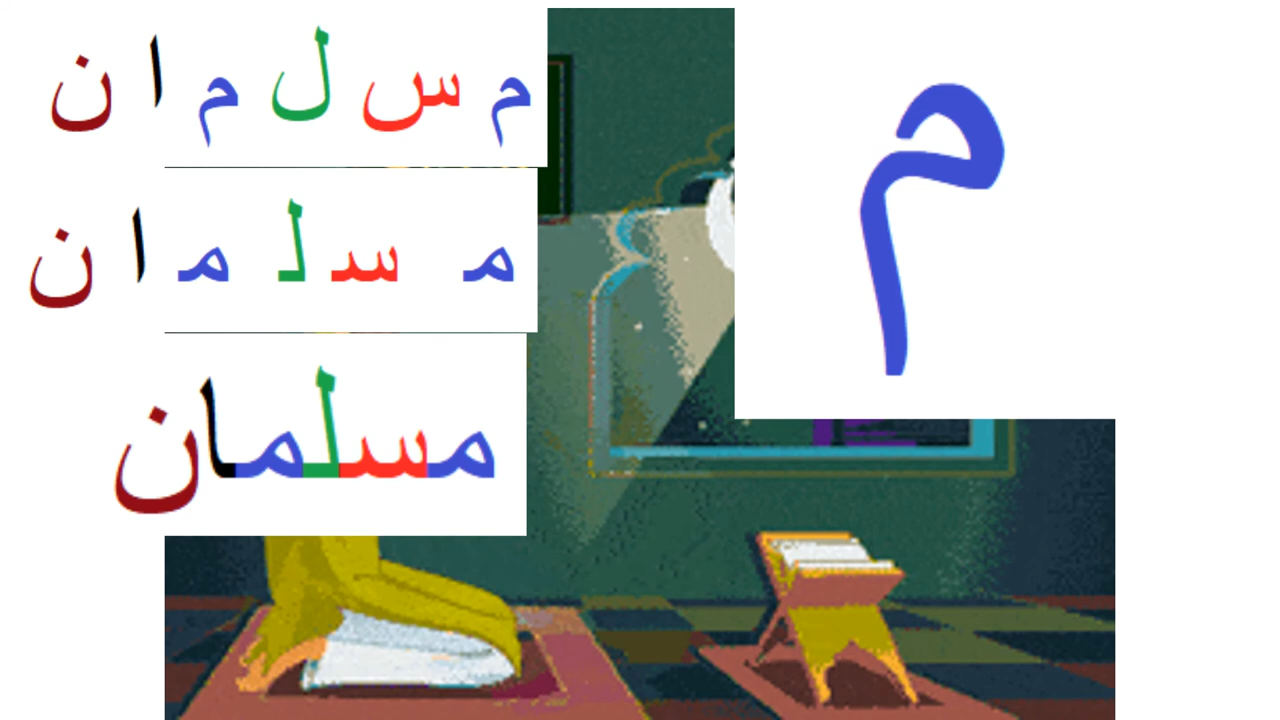 م س ل م ا ن
مـ سـ لـ مـ ا ن
مسلمان
م